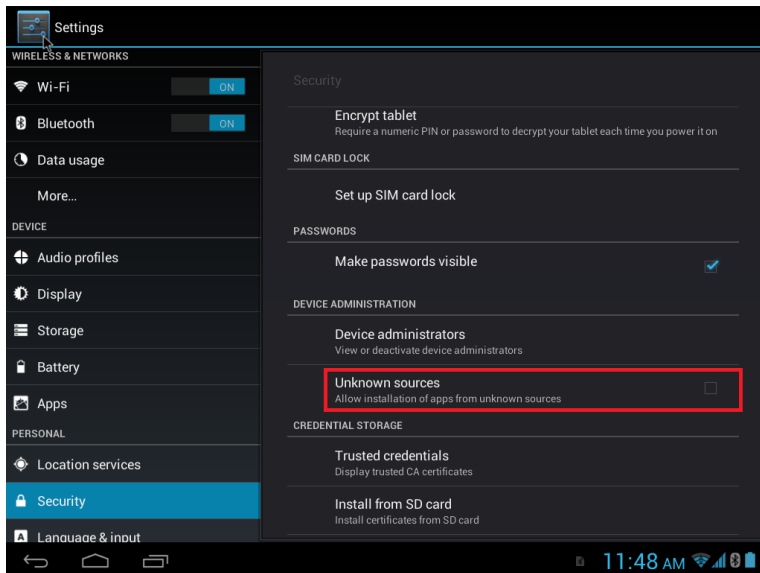 Settings
WIRELESS & NETWORKS
Wi-Fi
ON
Bluetooth
ON
Data usage
More...
DEVICE
Audio profiles
Display
Storage
Battery
Apps
PERSONAL
Location services
Security
A
Language & input
Security
Encrypt tablet
Require a numeric PIN or password to decrypt your tablet each time you power it on
SIM CARD LOCK
Set up SIM card lock
PASSWORDS
Make passwords visible
DEVICE ADMINISTRATION
Device administrators
View or deactivate device administrators
Unknown sources
Allow installation of apps from unknown sources
CREDENTIAL STORAGE
Trusted credentials
Display trusted CA certificates
Install from SD card
Install certificates from SD card
11:48 AM